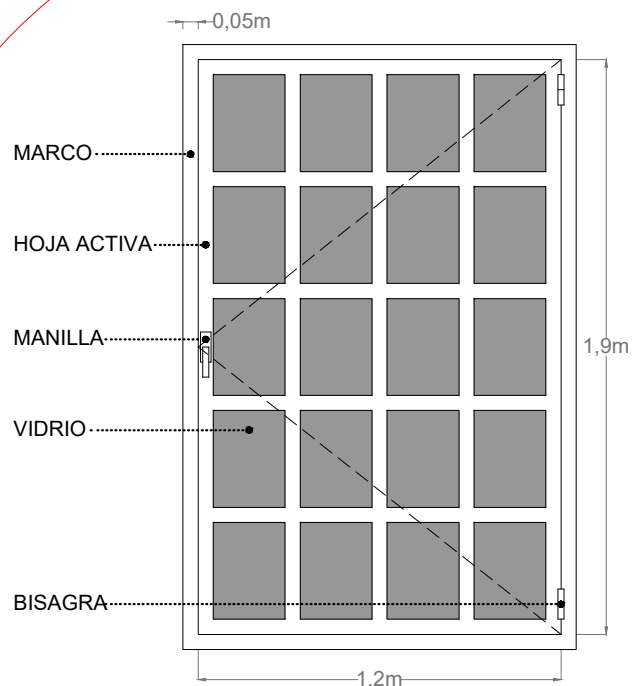 0,05m
MARCO
HOJA ACTIVA
MANILLA
1,9m
VIDRIO
BISAGRA
1,2m